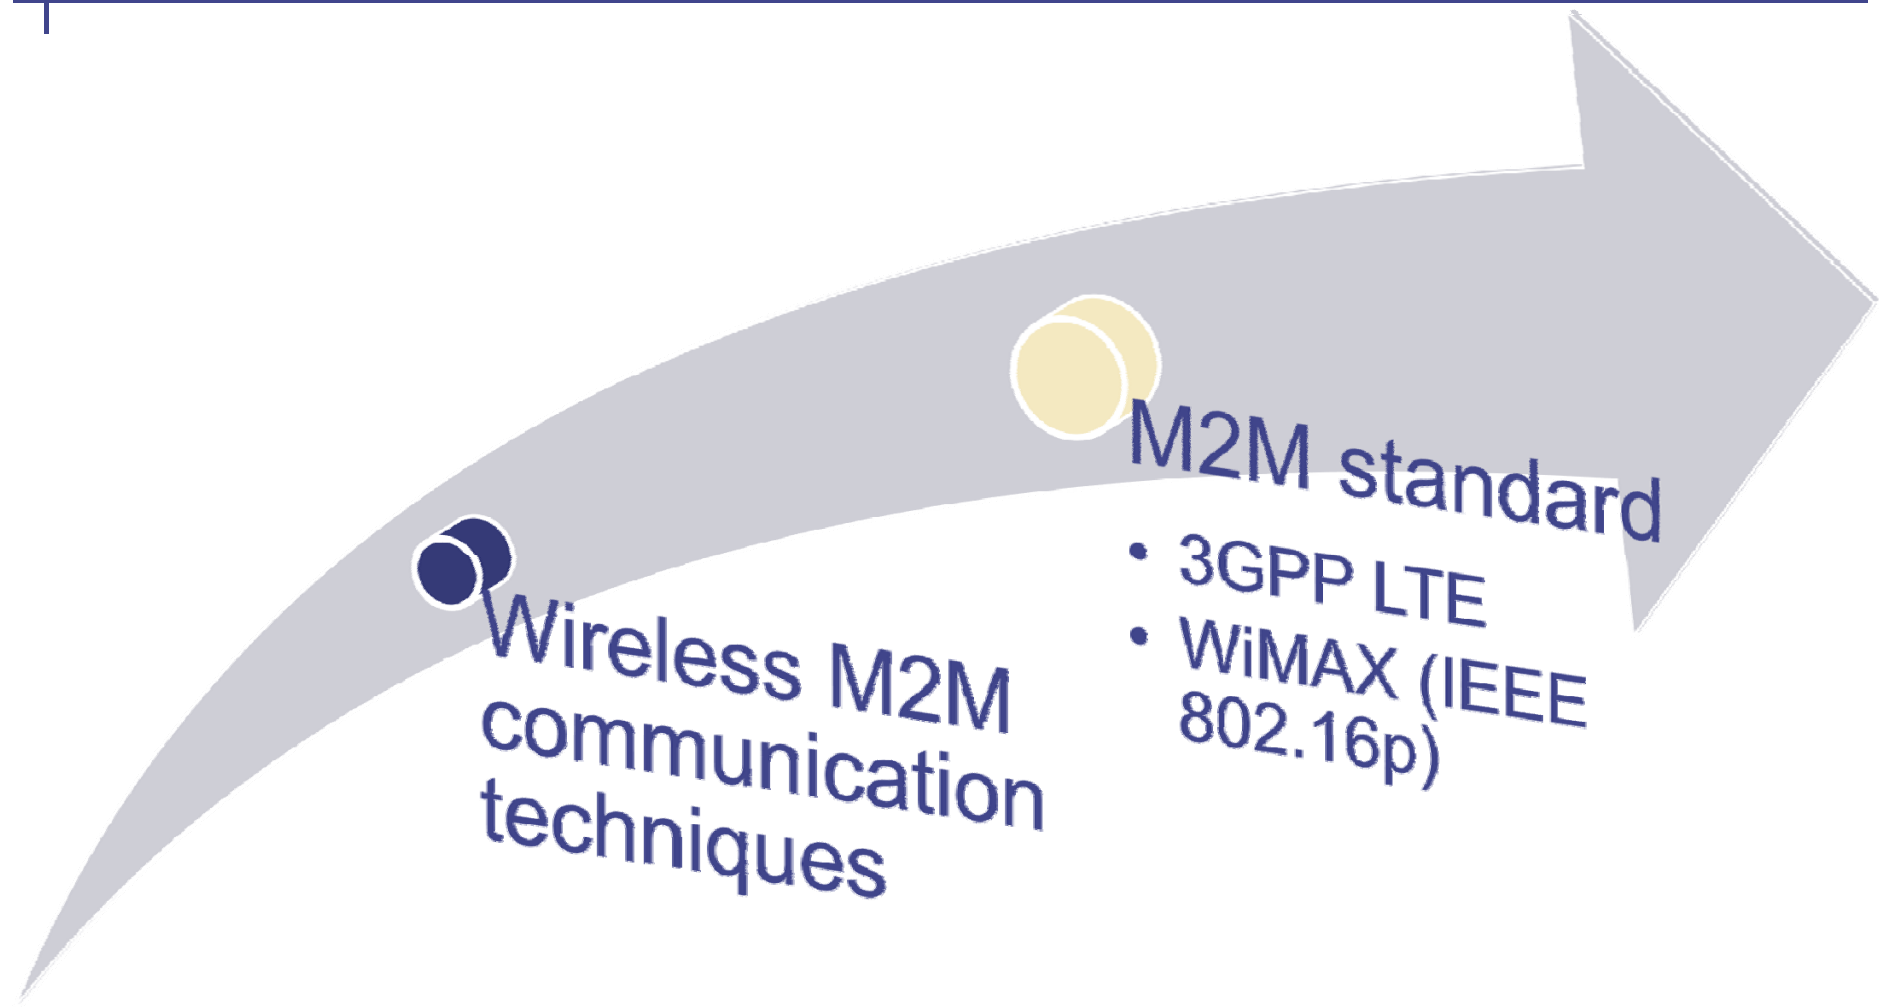 Wireless M2M
communication
techniques
M2M standard
• 3GPP LTE
• WiMAX (IEEE
802.16p)